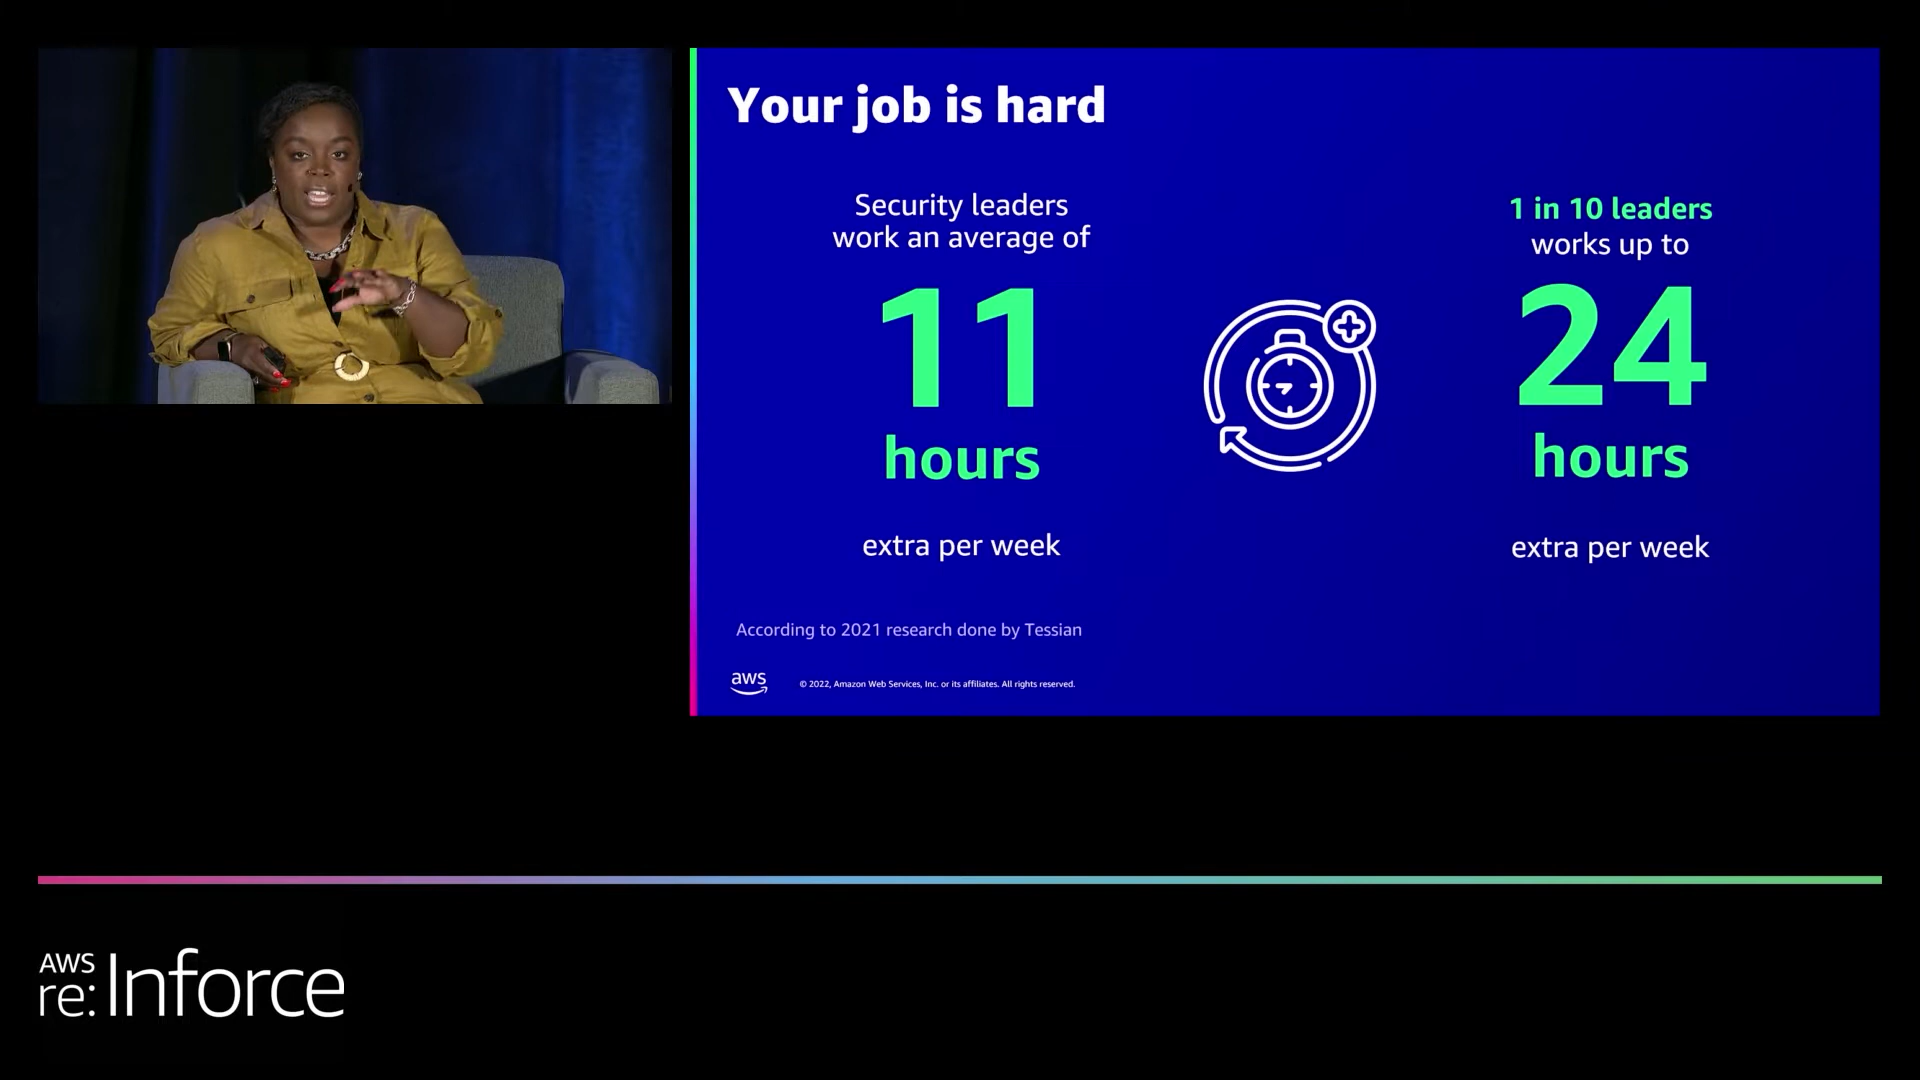 Your job is hard
Security leaders
work an average of
11
hours
extra per week
1 in 10 leaders
works up to
24
hours
extra per week
According to 2021 research done by Tessian
aws
© 2022, Amazon Web Services, Inc. or its affiliates. All rights reserved.
AWS
re:Inforce